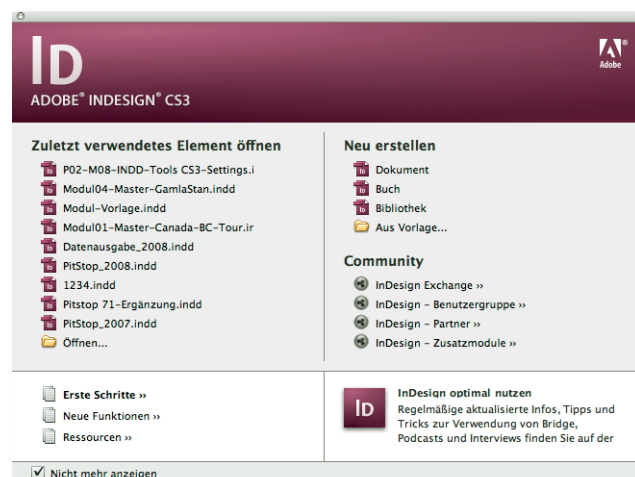 ID
Adobe
ADOBE® INDESIGN® CS3
Zuletzt verwendetes Element öffnen
P02-M08-INDD-Tools CS3-Settings.i
Modul04-Master-GamlaStan.indd
Modul-Vorlage.indd
Modul01-Master-Canada-BC-Tour.ir
Datenausgabe_2008.indd
PitStop_2008.indd
1234.indd
Pitstop 71-Ergänzung.indd
PitStop_2007.indd
Öffnen...
Neu erstellen
Dokument
Buch
Bibliothek
Aus Vorlage...
Community
InDesign Exchange ››
InDesign – Benutzergruppe ››
InDesign – Partner ››
InDesign – Zusatzmodule ››
Erste Schritte ››
Neue Funktionen ››
Ressourcen ››
ID
InDesign optimal nutzen
Regelmäßige aktualisierte Infos, Tipps und
Tricks zur Verwendung von Bridge,
Podcasts und Interviews finden Sie auf der
Nicht mehr anzeigen